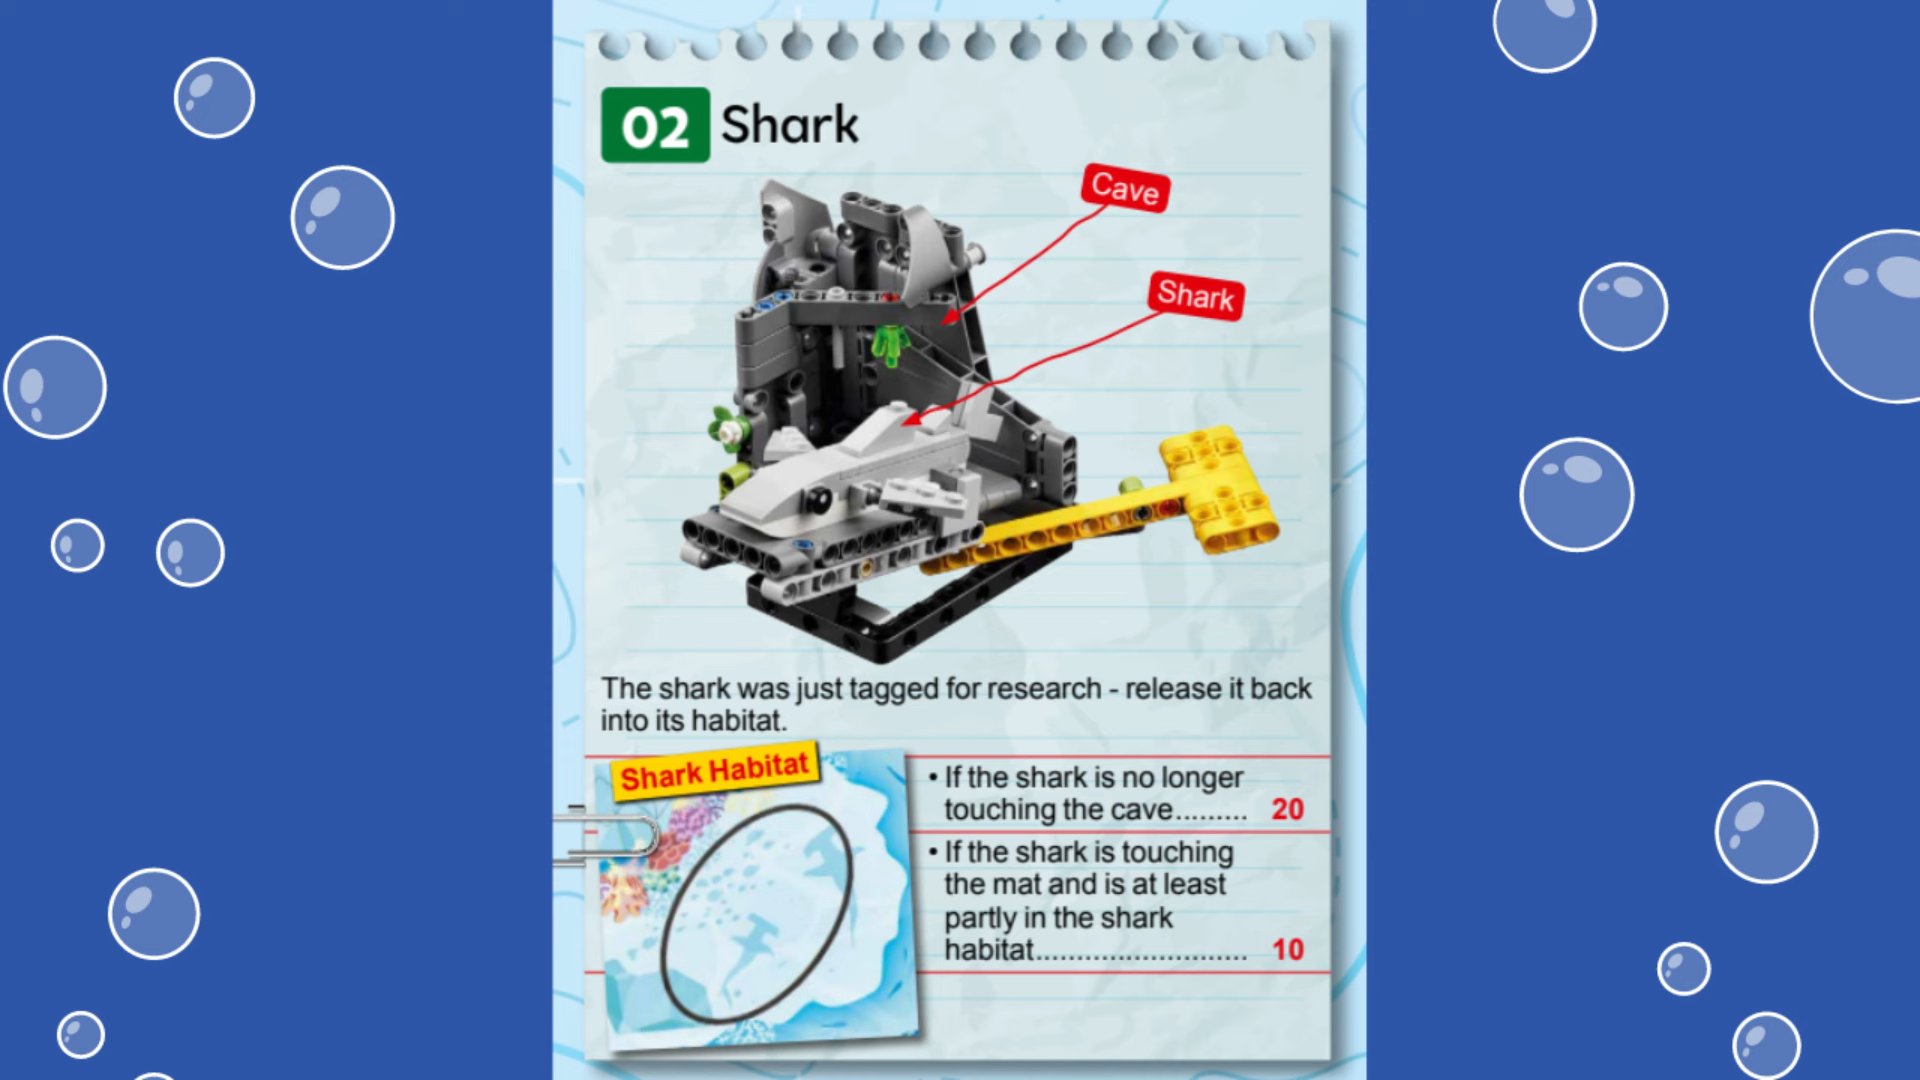 02 Shark
Cave
Shark
The shark was just tagged for research - release it back
into its habitat.
Shark Habitat
• If the shark is no longer
touching the cave......... 20
• If the shark is touching
the mat and is at least
partly in the shark
habitat.......................... 10